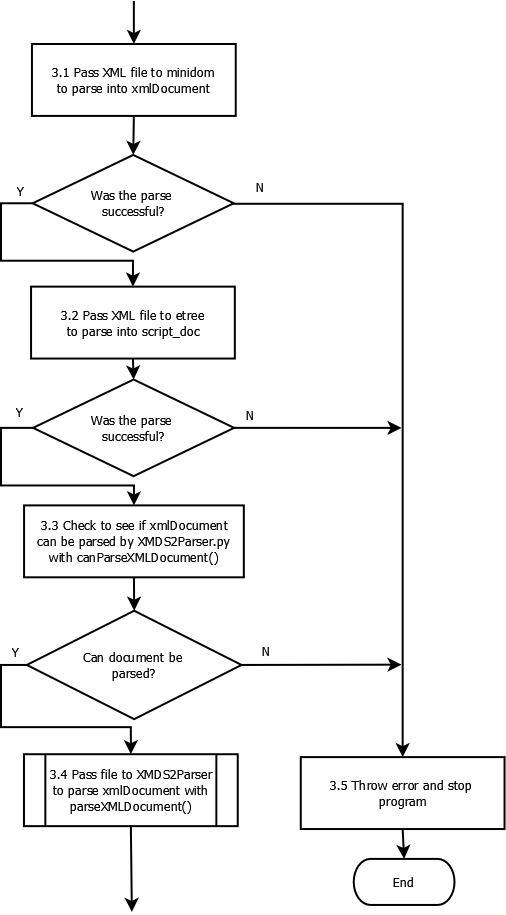 3.1 Pass XML file to minidom
to parse into xmlDocument
Y
Was the parse
successful?
N
3.2 Pass XML file to etree
to parse into script_doc
Y
Was the parse
successful?
N
3.3 Check to see if xmlDocument
can be parsed by XMDS2Parser.py
with canParseXMLDocument()
Y
Can document be
parsed?
N
3.4 Pass file to XMDS2Parser
to parse xmlDocument with
parseXMLDocument()
3.5 Throw error and stop
program
End